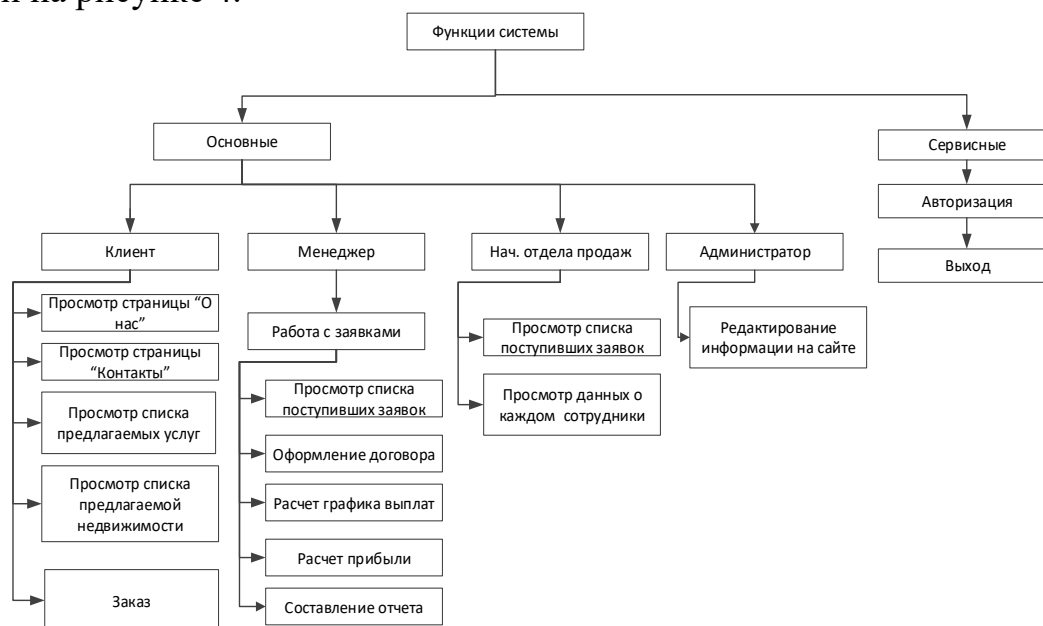 и на рисунке 4.
Функции системы
Основные
Сервисные
Авторизация
Выход
Клиент
Менеджер
Нач. отдела продаж
Администратор
Просмотр страницы “О
нас”
Просмотр страницы
“Контакты”
Просмотр списка
предлагаемых услуг
Просмотр списка
предлагаемой
недвижимости
Заказ
Работа с заявками
Просмотр списка
поступивших заявок
Оформление договора
Расчет графика выплат
Расчет прибыли
Составление отчета
Просмотр списка
поступивших заявок
Просмотр данных о
каждом сотрудники
Редактирование
информации на сайте